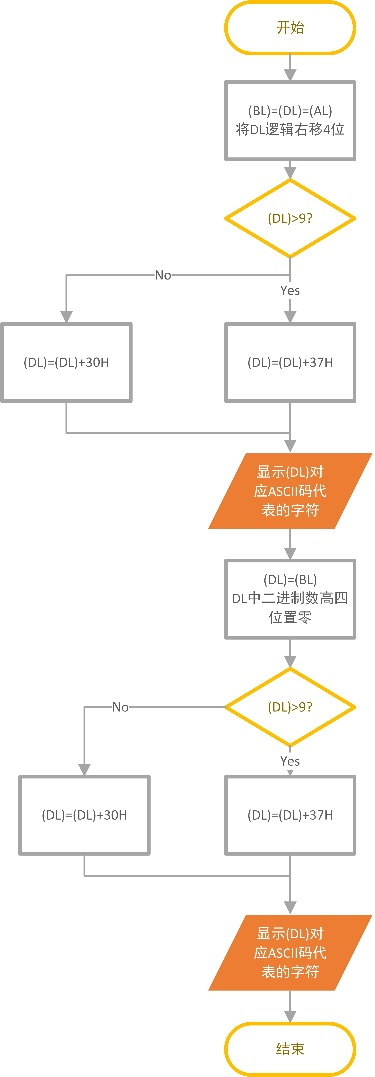 开始
(BL)=(DL)=(AL)
将DL逻辑右移4位
(DL)>9?
No
Yes
(DL)=(DL)+30H
(DL)=(DL)+37H
显示(DL)对
应ASCII码代
表的字符
(DL)=(BL)
DL中二进制数高四
位置零
(DL)>9?
No
Yes
(DL)=(DL)+30H
(DL)=(DL)+37H
显示(DL)对
应ASCII码代
表的字符
结束